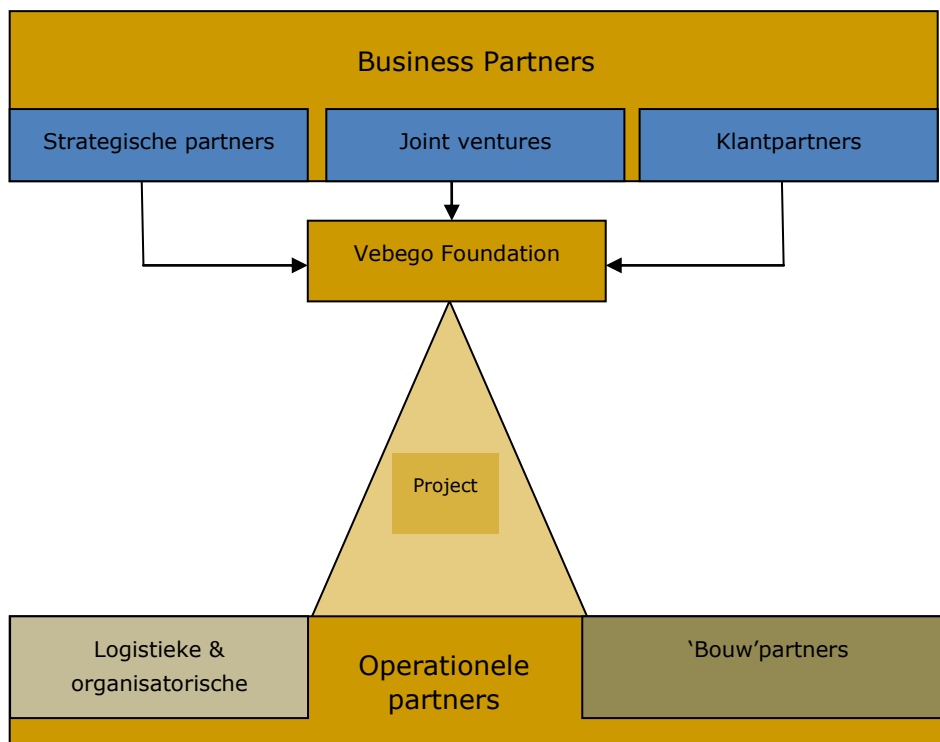 Business Partners
Strategische partners
Joint ventures
Klantpartners
Vebego Foundation
Project
Logistieke &
organisatorische
Operationele
partners
‘Bouw’partners